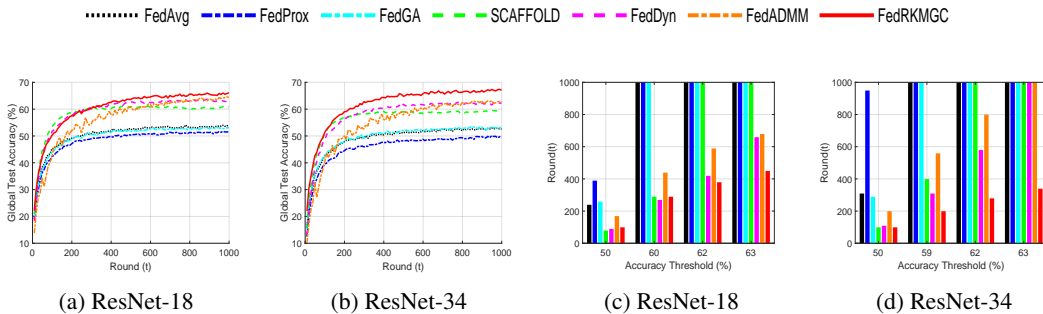 FedAvg FedProx FedGA SCAFFOLD FedDyn FedADMM FedRKMGC
70
60
50
40
30
20
10
0 200 400 600 800 1000
Global Test Accuracy (%)
Round (t)
(a) ResNet-18
70
60
50
40
30
20
10
0 200 400 600 800 1000
Global Test Accuracy (%)
Round (t)
(b) ResNet-34
1000
800
600
400
200
0
50 60 62 63
Round(t)
Accuracy Threshold (%)
(c) ResNet-18
1000
800
600
400
200
0
50 59 62 63
Round(t)
Accuracy Threshold (%)
(d) ResNet-34